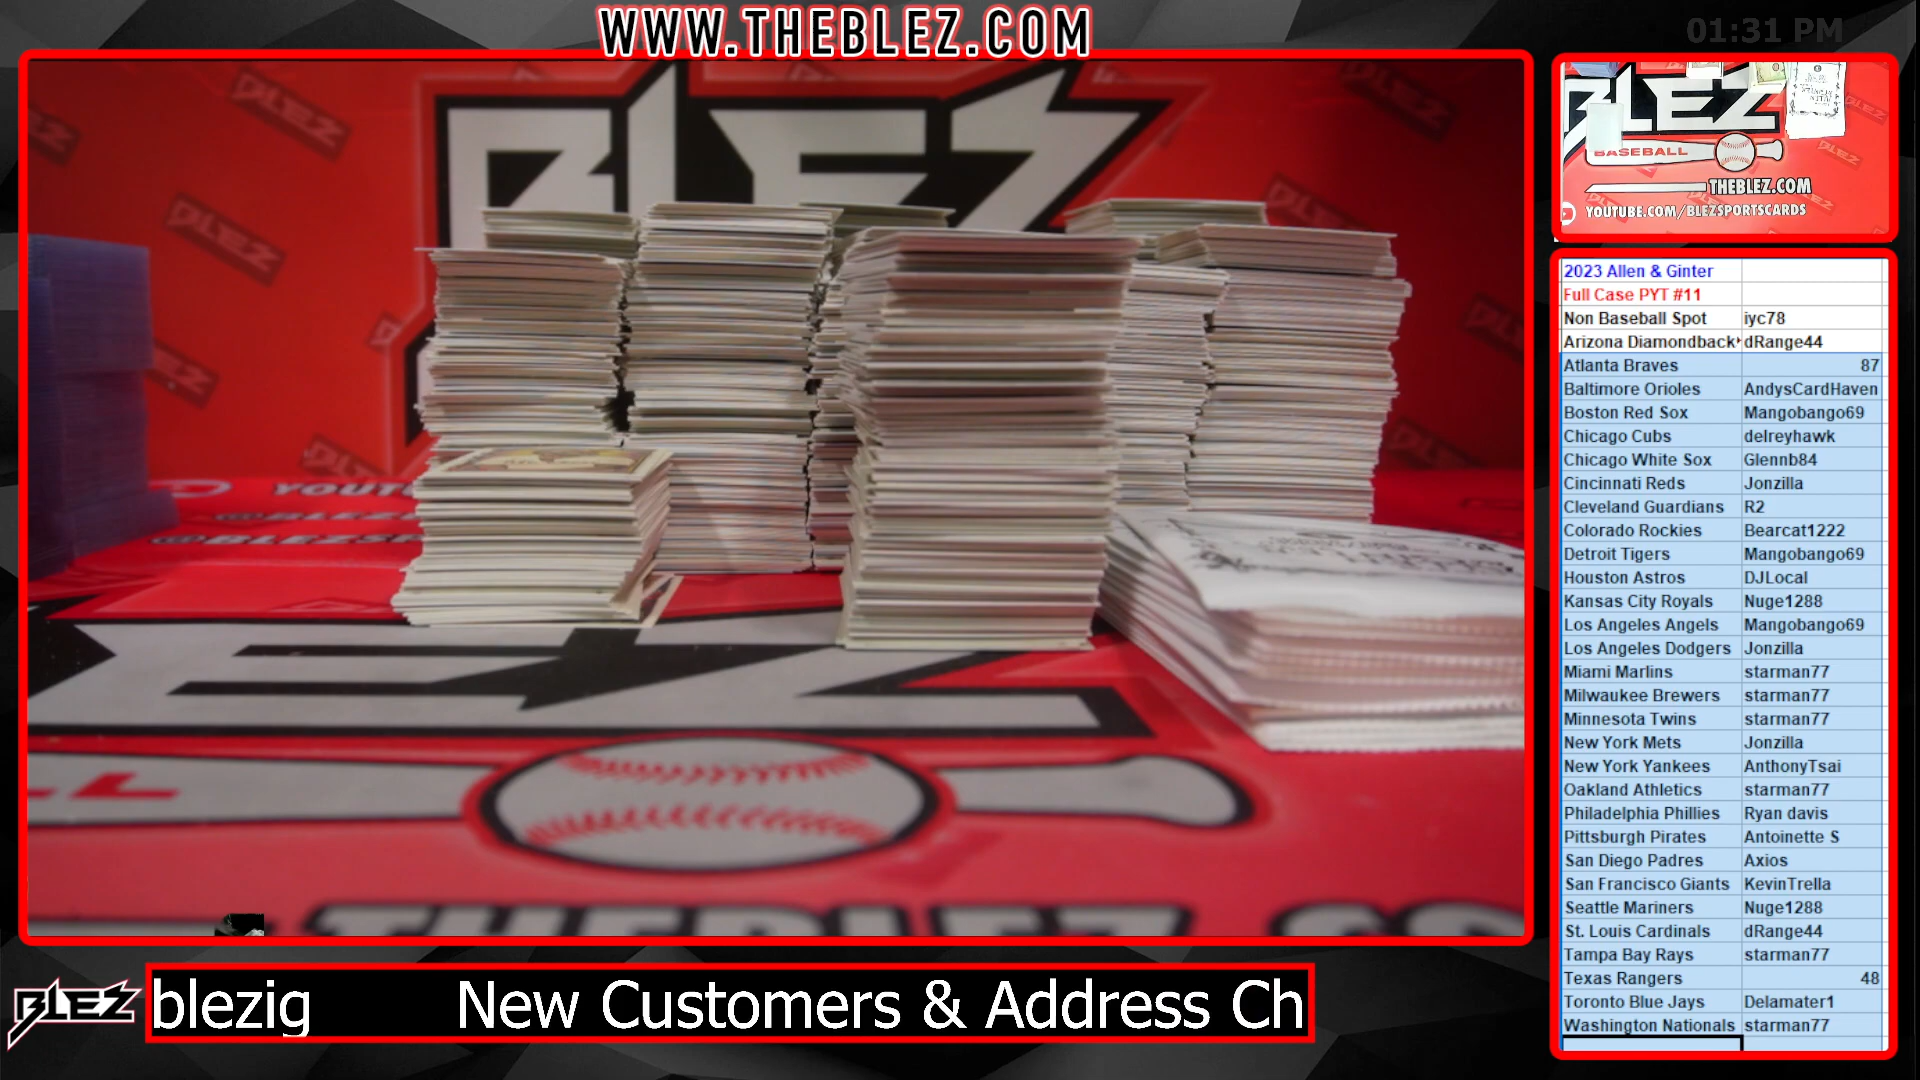 WWW.THEBLEZ.COM
01:31 PM
BLEZ
BLEZ
BASEBALL
THEBLEZ.COM
YOUTUBE.COM/BLEZSPORTSCARDS
2023 Allen & Ginter
Full Case PYT #11
Non Baseball Spot iyc78
Arizona Diamondback dRange44
Atlanta Braves 87
Baltimore Orioles AndysCardHaven
Boston Red Sox Mangobango69
Chicago Cubs delreyhawk
Chicago White Sox Glennb84
Cincinnati Reds Jonzilla
Cleveland Guardians R2
Colorado Rockies Bearcat1222
Detroit Tigers Mangobango69
Houston Astros DJLocal
Kansas City Royals Nuge1288
Los Angeles Angels Mangobango69
Los Angeles Dodgers Jonzilla
Miami Marlins starman77
Milwaukee Brewers starman77
Minnesota Twins starman77
New York Mets Jonzilla
New York Yankees AnthonyTsai
Oakland Athletics starman77
Philadelphia Phillies Ryan davis
Pittsburgh Pirates Antoinette S
San Diego Padres Axios
San Francisco Giants KevinTrella
Seattle Mariners Nuge1288
St. Louis Cardinals dRange44
Tampa Bay Rays starman77
Texas Rangers 48
Toronto Blue Jays Delamater1
Washington Nationals starman77
BLEZ
blezig New Customers & Address Ch